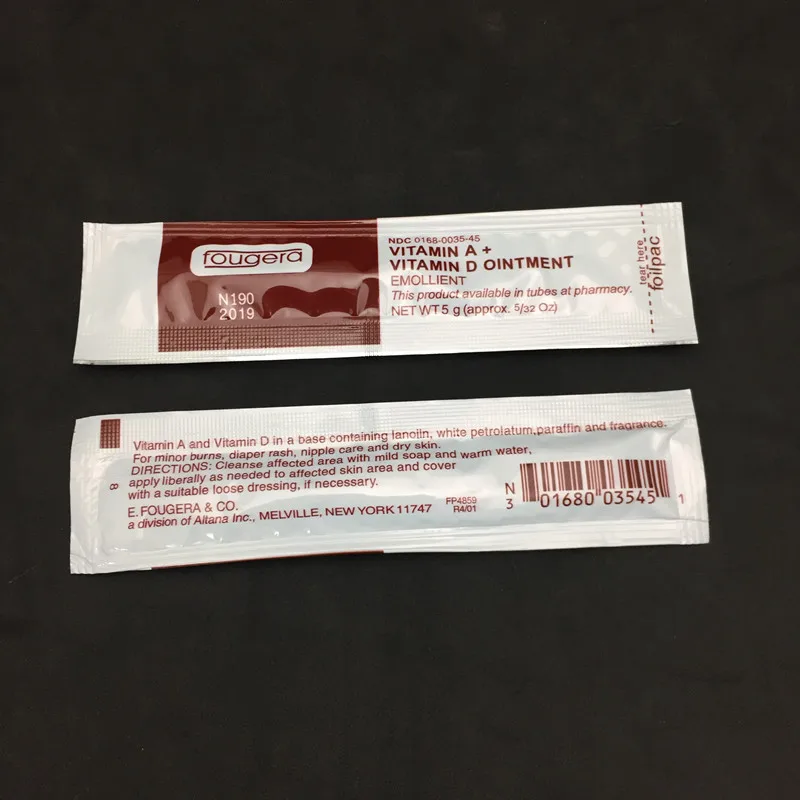 fougera
N190
2019
NDC 0168-0035-45
VITAMIN A +
VITAMIN D OINTMENT
EMOLLIENT
This product available in tubes at pharmacy.
NET WT 5 g (approx. 5/32 Oz)
tear here
foilpac
Vitamin A and Vitamin D in a base containing lanolin, white petrolatum, paraffin and fragrance.
For minor burns, diaper rash, nipple care and dry skin.
DIRECTIONS: Cleanse affected area with mild soap and warm water,
apply liberally as needed to affected skin area and cover
with a suitable loose dressing, if necessary.
E. FOUGERA & CO.
a division of Altana Inc., MELVILLE, NEW YORK 11747
FP4859
R4/01
8
N
3
01680 03545
1